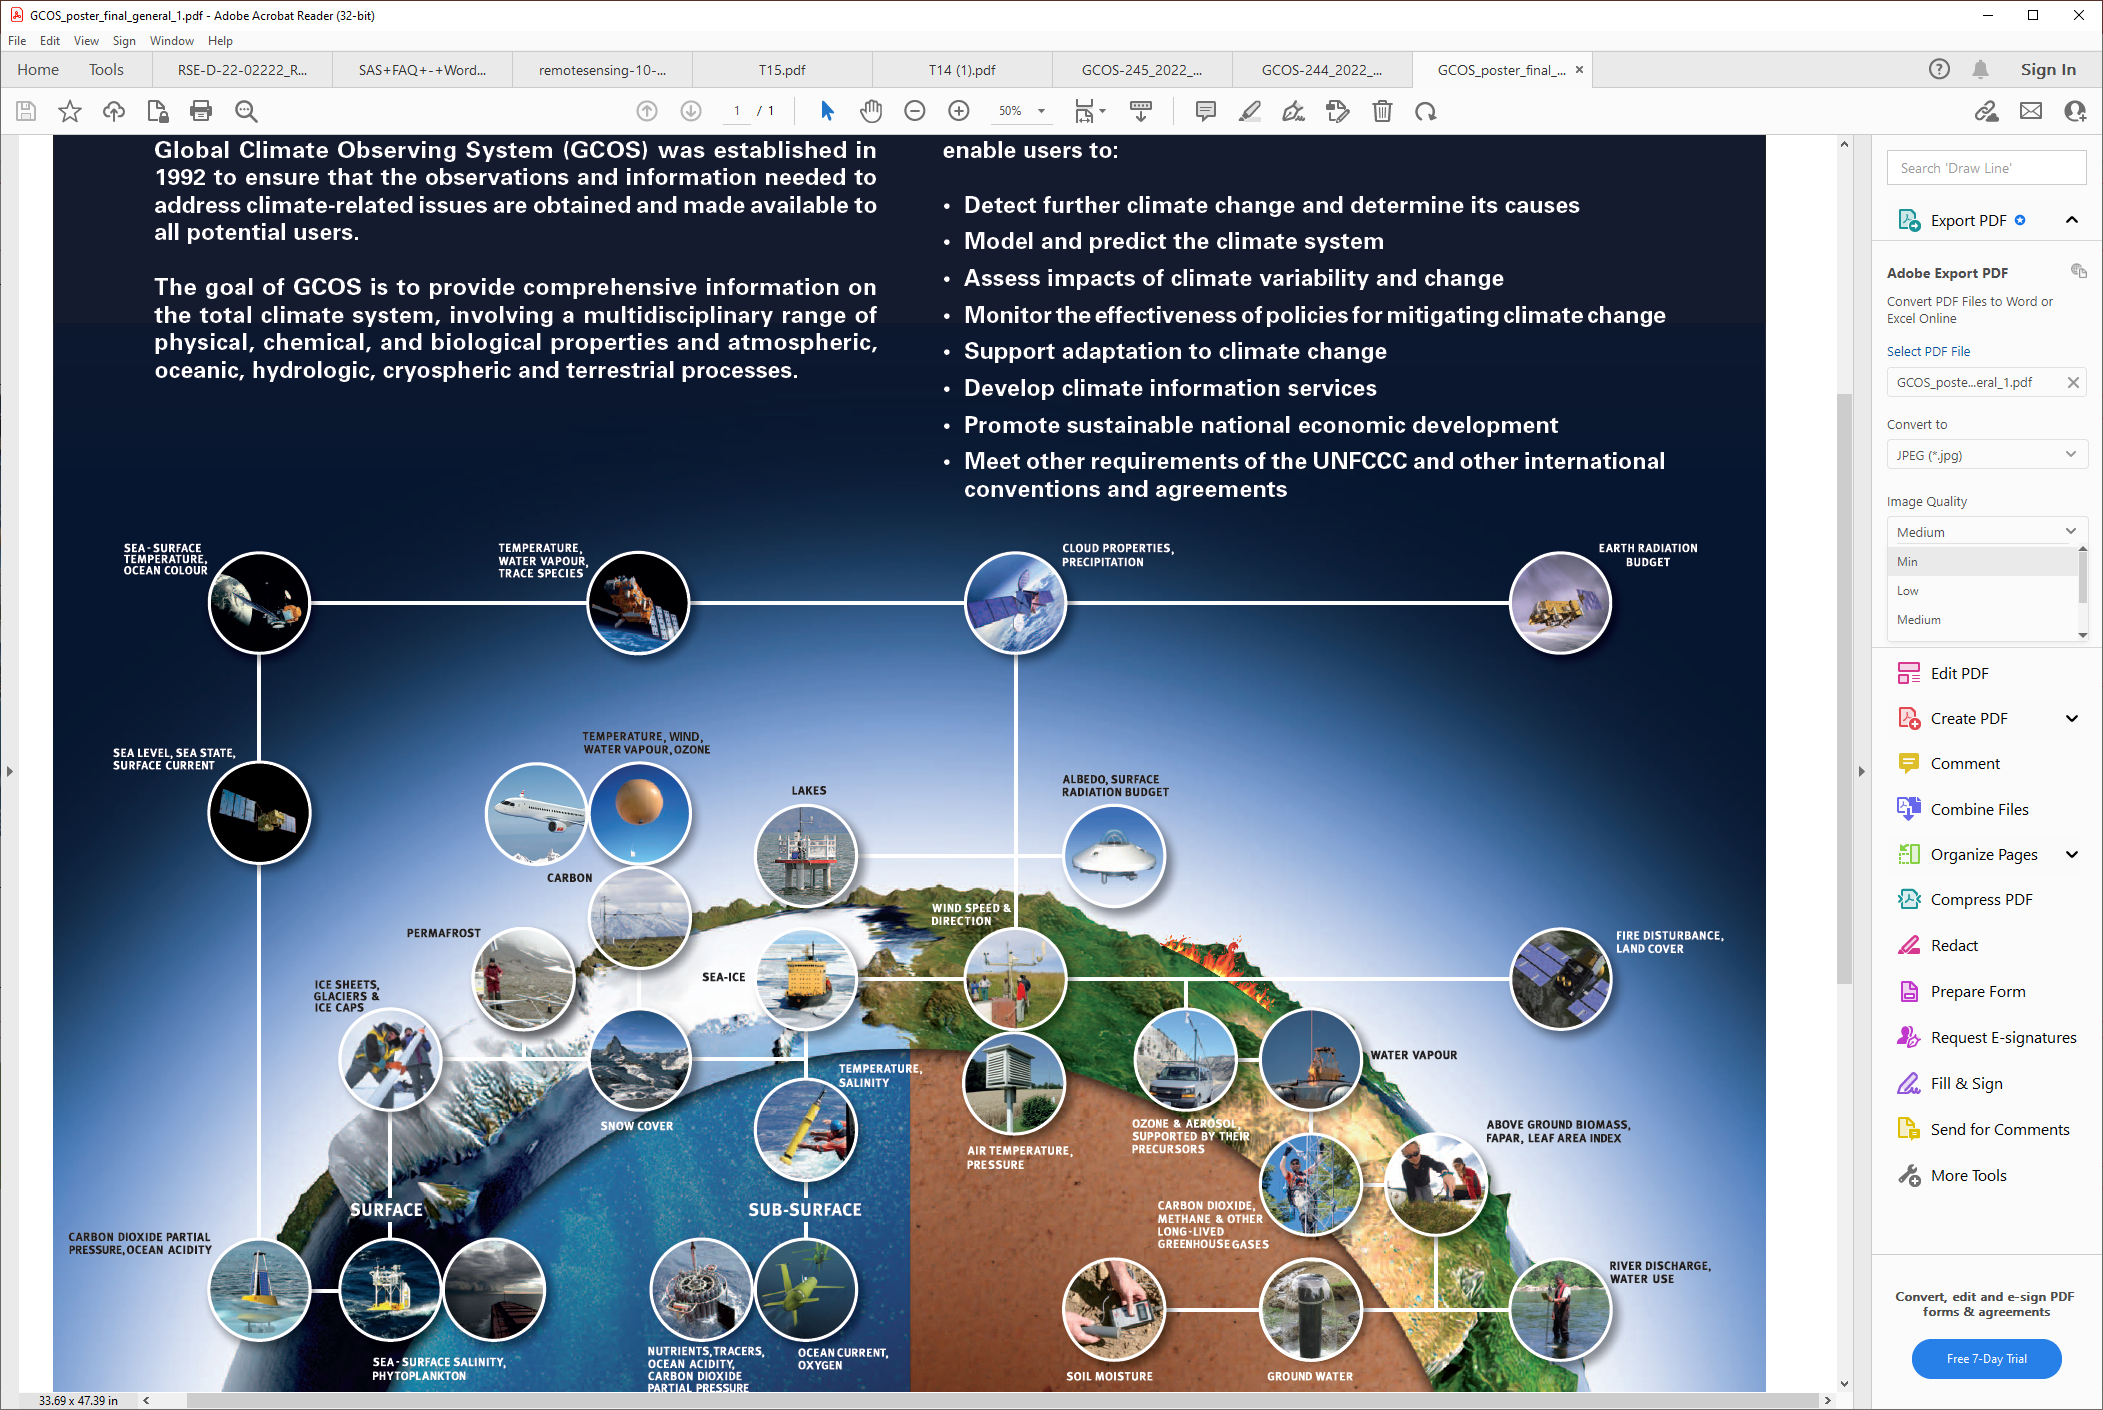 GCOS_poster_final_general_1.pdf - Adobe Acrobat Reader (32-bit)
File Edit View Sign Window Help
Home Tools RSE-D-22-02222_R... SAS+FAQ+-+Word... remotesensing-10-... T15.pdf T14 (1).pdf GCOS-245_2022_... GCOS-244_2022_... GCOS_poster_final_... × Sign In
1 / 1 50%
Global Climate Observing System (GCOS) was established in
1992 to ensure that the observations and information needed to
address climate-related issues are obtained and made available to
all potential users.
The goal of GCOS is to provide comprehensive information on
the total climate system, involving a multidisciplinary range of
physical, chemical, and biological properties and atmospheric,
oceanic, hydrologic, cryospheric and terrestrial processes.
enable users to:
• Detect further climate change and determine its causes
• Model and predict the climate system
• Assess impacts of climate variability and change
• Monitor the effectiveness of policies for mitigating climate change
• Support adaptation to climate change
• Develop climate information services
• Promote sustainable national economic development
• Meet other requirements of the UNFCCC and other international
conventions and agreements
SEA-SURFACE
TEMPERATURE,
OCEAN COLOUR
TEMPERATURE,
WATER VAPOUR,
TRACE SPECIES
CLOUD PROPERTIES,
PRECIPITATION
EARTH RADIATION
BUDGET
SEA LEVEL, SEA STATE,
SURFACE CURRENT
TEMPERATURE, WIND,
WATER VAPOUR, OZONE
LAKES
ALBEDO, SURFACE
RADIATION BUDGET
CARBON
WIND SPEED &
DIRECTION
PERMAFROST
SEA-ICE
FIRE DISTURBANCE,
LAND COVER
ICE SHEETS,
GLACIERS &
ICE CAPS
WATER VAPOUR
TEMPERATURE,
SALINITY
SNOW COVER
AIR TEMPERATURE,
PRESSURE
OZONE & AEROSOL,
SUPPORTED BY THEIR
PRECURSORS
ABOVE GROUND BIOMASS,
FAPAR, LEAF AREA INDEX
SURFACE
SUB-SURFACE
CARBON DIOXIDE,
METHANE & OTHER
LONG-LIVED
GREENHOUSE GASES
CARBON DIOXIDE PARTIAL
PRESSURE, OCEAN ACIDITY
RIVER DISCHARGE,
WATER USE
SEA-SURFACE SALINITY,
PHYTOPLANKTON
NUTRIENTS, TRACERS,
OCEAN ACIDITY,
CARBON DIOXIDE
PARTIAL PRESSURE
OCEAN CURRENT,
OXYGEN
SOIL MOISTURE
GROUND WATER
33.69 x 47.39 in
Search 'Draw Line'
Export PDF
Adobe Export PDF
Convert PDF Files to Word or
Excel Online
Select PDF File
GCOS_poste...eral_1.pdf
Convert to
JPEG (*.jpg)
Image Quality
Medium
Min
Low
Medium
Edit PDF
Create PDF
Comment
Combine Files
Organize Pages
Compress PDF
Redact
Prepare Form
Request E-signatures
Fill & Sign
Send for Comments
More Tools
Convert, edit and e-sign PDF
forms & agreements
Free 7-Day Trial